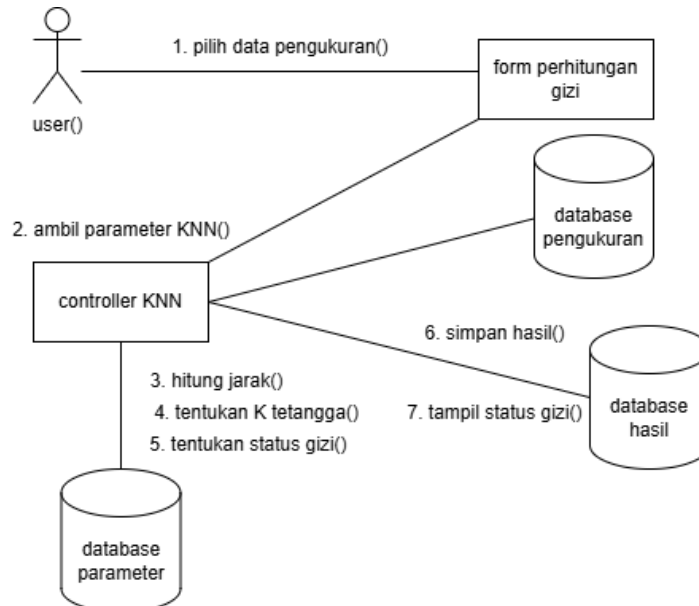 1. pilih data pengukuran()
form perhitungan
gizi
user()
database
pengukuran
2. ambil parameter KNN()
controller KNN
6. simpan hasil()
3. hitung jarak()
4. tentukan K tetangga()
5. tentukan status gizi()
7. tampil status gizi()
database
hasil
database
parameter